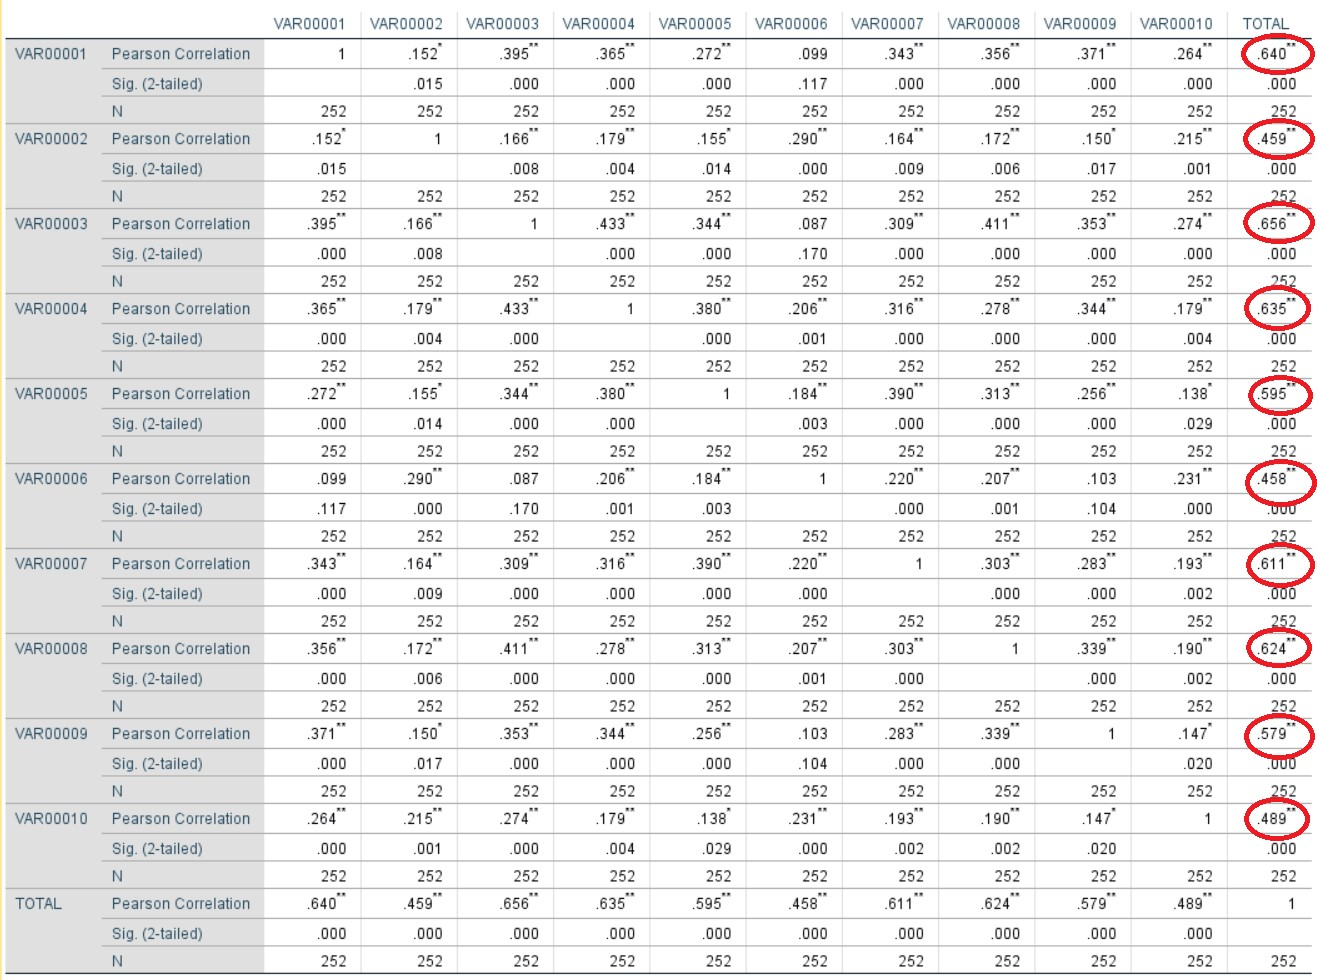 VAR00001 VAR00002 VAR00003 VAR00004 VAR00005 VAR00006 VAR00007 VAR00008 VAR00009 VAR00010 TOTAL
VAR00001 Pearson Correlation 1 .152* .395** .365** .272** .099 .343** .356** .371** .264** .640**
Sig. (2-tailed) .015 .000 .000 .000 .117 .000 .000 .000 .000 .000
N 252 252 252 252 252 252 252 252 252 252 252
VAR00002 Pearson Correlation .152* 1 .166** .179** .155* .290** .164** .172** .150* .215** .459**
Sig. (2-tailed) .015 .008 .004 .014 .000 .009 .006 .017 .001 .000
N 252 252 252 252 252 252 252 252 252 252 252
VAR00003 Pearson Correlation .395** .166** 1 .433** .344** .087 .309** .411** .353** .274** .656**
Sig. (2-tailed) .000 .008 .000 .000 .170 .000 .000 .000 .000 .000
N 252 252 252 252 252 252 252 252 252 252 252
VAR00004 Pearson Correlation .365** .179** .433** 1 .380** .206** .316** .278** .344** .179** .635**
Sig. (2-tailed) .000 .004 .000 .000 .001 .000 .000 .000 .004 .000
N 252 252 252 252 252 252 252 252 252 252 252
VAR00005 Pearson Correlation .272** .155* .344** .380** 1 .184** .390** .313** .256** .138* .595**
Sig. (2-tailed) .000 .014 .000 .000 .003 .000 .000 .000 .029 .000
N 252 252 252 252 252 252 252 252 252 252 252
VAR00006 Pearson Correlation .099 .290** .087 .206** .184** 1 .220** .207** .103 .231** .458**
Sig. (2-tailed) .117 .000 .170 .001 .003 .000 .001 .104 .000 .000
N 252 252 252 252 252 252 252 252 252 252 252
VAR00007 Pearson Correlation .343** .164** .309** .316** .390** .220** 1 .303** .283** .193** .611**
Sig. (2-tailed) .000 .009 .000 .000 .000 .000 .000 .000 .002 .000
N 252 252 252 252 252 252 252 252 252 252 252
VAR00008 Pearson Correlation .356** .172** .411** .278** .313** .207** .303** 1 .339** .190** .624**
Sig. (2-tailed) .000 .006 .000 .000 .000 .001 .000 .000 .002 .000
N 252 252 252 252 252 252 252 252 252 252 252
VAR00009 Pearson Correlation .371** .150* .353** .344** .256** .103 .283** .339** 1 .147* .579**
Sig. (2-tailed) .000 .017 .000 .000 .000 .104 .000 .000 .020 .000
N 252 252 252 252 252 252 252 252 252 252 252
VAR00010 Pearson Correlation .264** .215** .274** .179** .138* .231** .193** .190** .147* 1 .489**
Sig. (2-tailed) .000 .001 .000 .004 .029 .000 .002 .002 .020 .000
N 252 252 252 252 252 252 252 252 252 252 252
TOTAL Pearson Correlation .640** .459** .656** .635** .595** .458** .611** .624** .579** .489** 1
Sig. (2-tailed) .000 .000 .000 .000 .000 .000 .000 .000 .000 .000
N 252 252 252 252 252 252 252 252 252 252 252